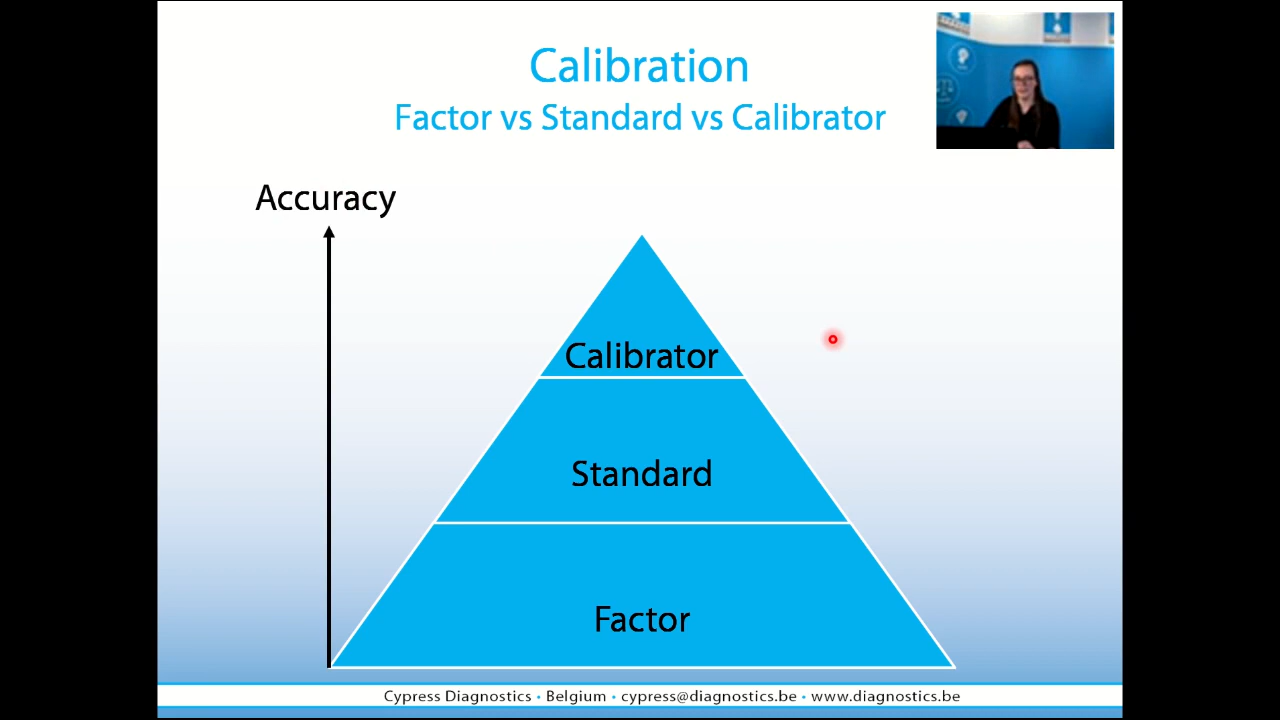 Calibration
Factor vs Standard vs Calibrator
Accuracy
Calibrator
Standard
Factor
Cypress Diagnostics • Belgium • cypress@diagnostics.be • www.diagnostics.be